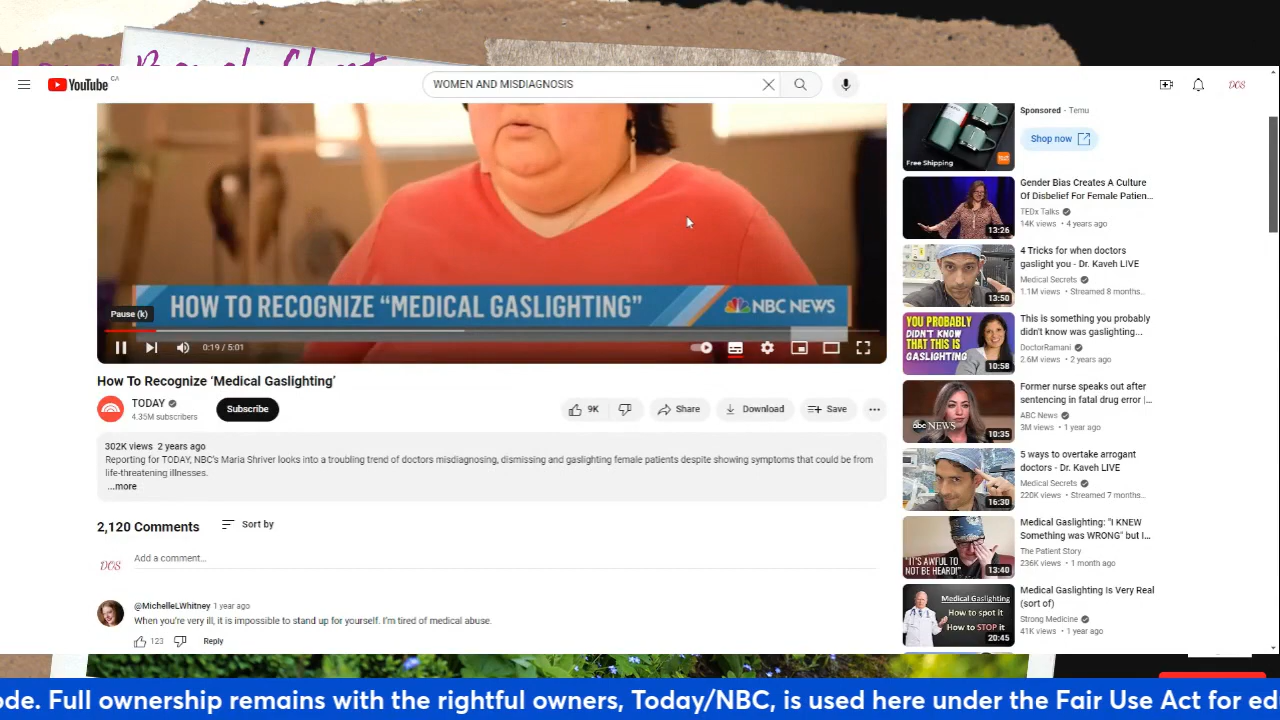 YouTube
CA
WOMEN AND MISDIAGNOSIS
DOS
HOW TO RECOGNIZE “MEDICAL GASLIGHTING”
NBC NEWS
Pause (k)
0:19 / 5:01
How To Recognize ‘Medical Gaslighting’
TODAY
4.35M subscribers
Subscribe
9K
Share
Download
Save
302K views 2 years ago
Reporting for TODAY, NBC's Maria Shriver looks into a troubling trend of doctors misdiagnosing, dismissing and gaslighting female patients despite showing symptoms that could be from
life-threatening illnesses.
...more
2,120 Comments
Sort by
DOS
Add a comment...
@MichelleLWhitney 1 year ago
When you're very ill, it is impossible to stand up for yourself. I'm tired of medical abuse.
123
Reply
Free Shipping
Sponsored · Temu
Shop now
13:26
Gender Bias Creates A Culture
Of Disbelief For Female Patien...
TEDx Talks
14K views • 4 years ago
13:50
4 Tricks for when doctors
gaslight you - Dr. Kaveh LIVE
Medical Secrets
1.1M views • Streamed 8 months...
YOU PROBABLY
DIDN'T KNOW
THAT THIS IS
GASLIGHTING
10:58
This is something you probably
didn't know was gaslighting...
DoctorRamani
2.6M views • 2 years ago
abc NEWS
10:35
Former nurse speaks out after
sentencing in fatal drug error |...
ABC News
3M views • 1 year ago
16:30
5 ways to overtake arrogant
doctors - Dr. Kaveh LIVE
Medical Secrets
220K views • Streamed 7 months...
"IT'S AWFUL TO
NOT BE HEARD!"
13:40
Medical Gaslighting: "I KNEW
Something was WRONG" but I...
The Patient Story
236K views • 1 month ago
Medical Gaslighting
How to spot it
How to STOP it
20:45
Medical Gaslighting Is Very Real
(sort of)
Strong Medicine
41K views • 1 year ago
ode. Full ownership remains with the rightful owners, Today/NBC, is used here under the Fair Use Act for ed